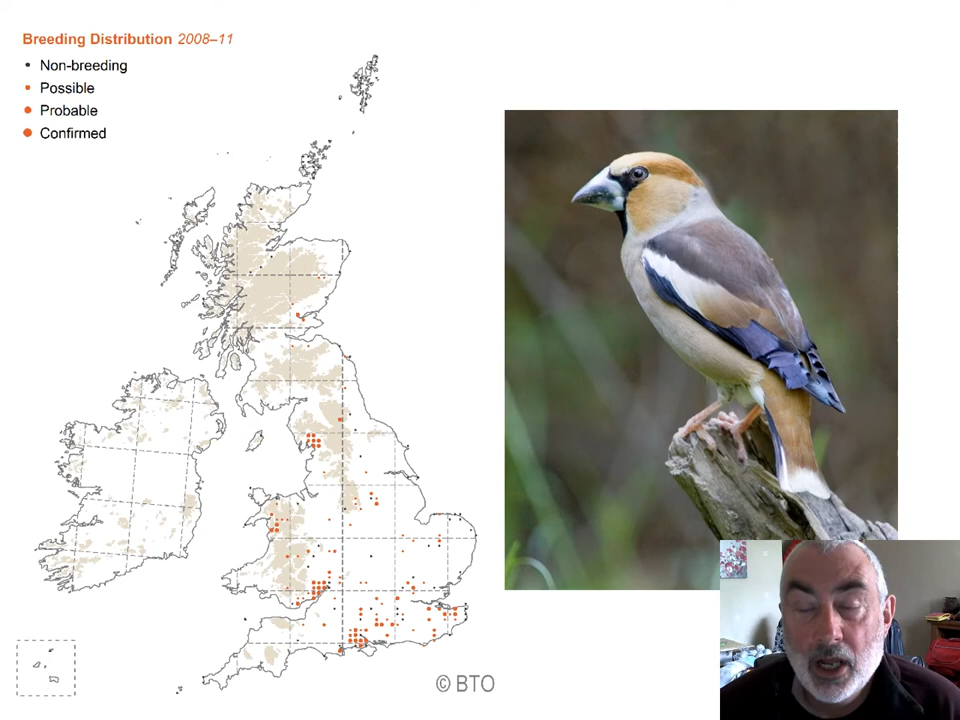 Breeding Distribution 2008–11
Non-breeding
Possible
Probable
Confirmed
© BTO